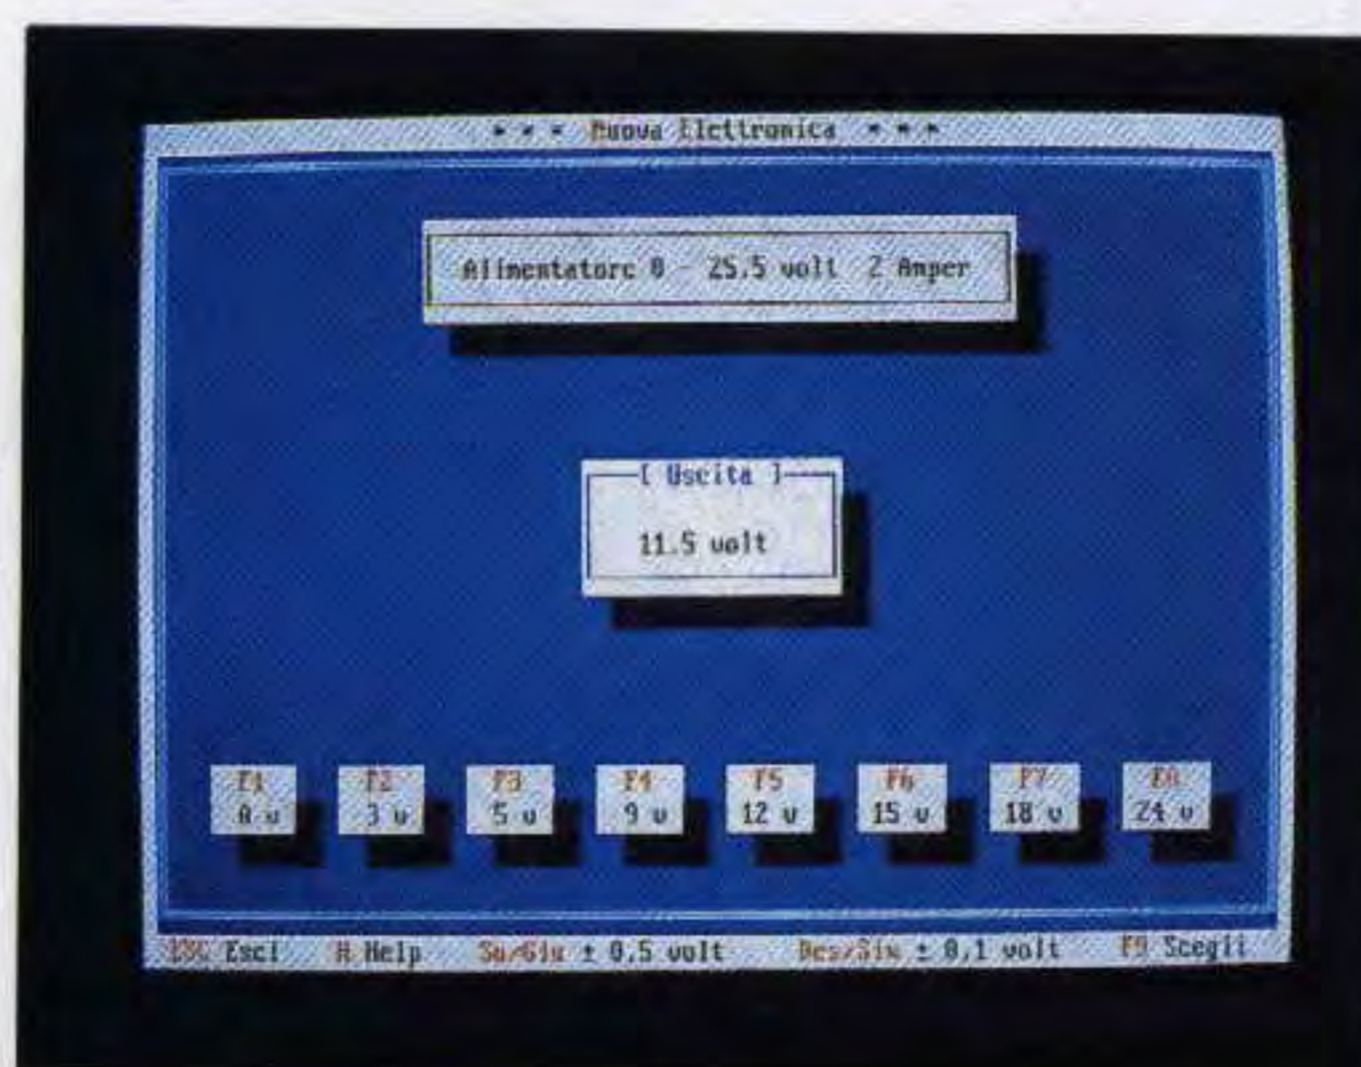 * * * Nuova Elettronica * * *
Alimentatore 0 - 25,5 volt 2 Amper
[ Uscita ]
11.5 volt
F1 F2 F3 F4 F5 F6 F7 F8
0 v 3 v 5 v 9 v 12 v 15 v 18 v 24 v
ESC Esci H Help Su/Giu ± 0,5 volt Des/Sin ± 0,1 volt F9 Scegli